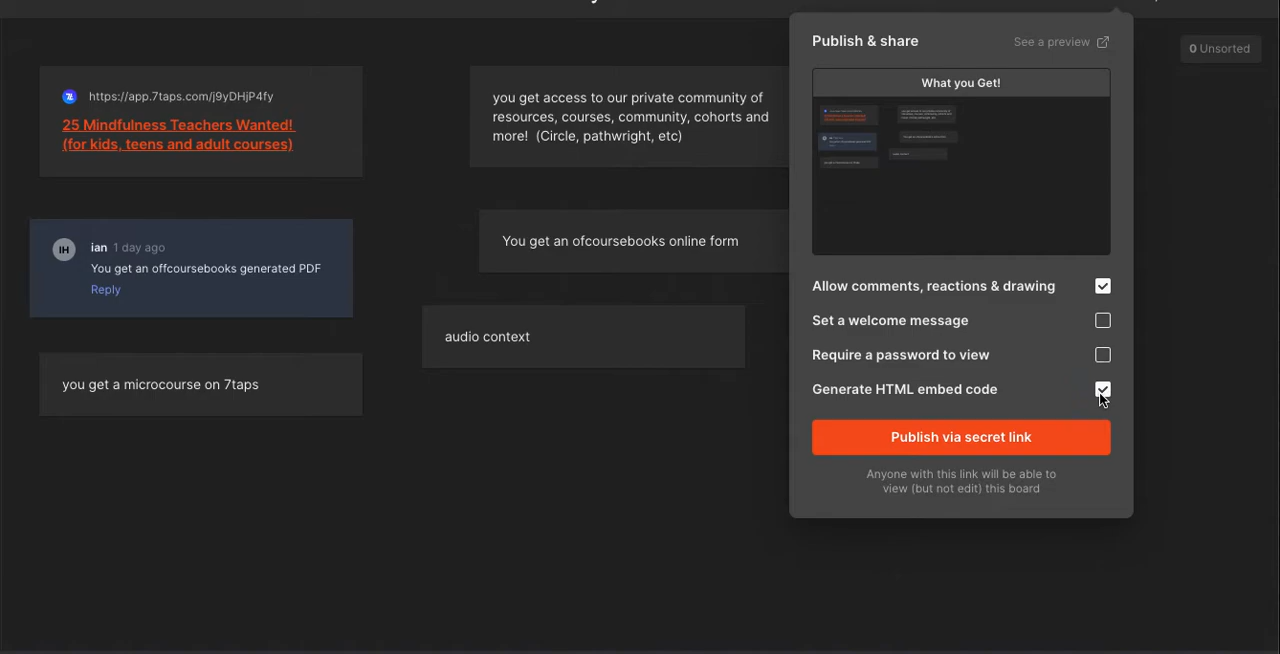 https://app.7taps.com/j9yDHjP4fy
25 Mindfulness Teachers Wanted!
(for kids, teens and adult courses)
IH
ian 1 day ago
You get an offcoursebooks generated PDF
Reply
you get a microcourse on 7taps
you get access to our private community of
resources, courses, community, cohorts and
more! (Circle, pathwright, etc)
You get an ofcoursebooks online form
audio context
Publish & share
See a preview
What you Get!
Allow comments, reactions & drawing
Set a welcome message
Require a password to view
Generate HTML embed code
Publish via secret link
Anyone with this link will be able to
view (but not edit) this board
0 Unsorted